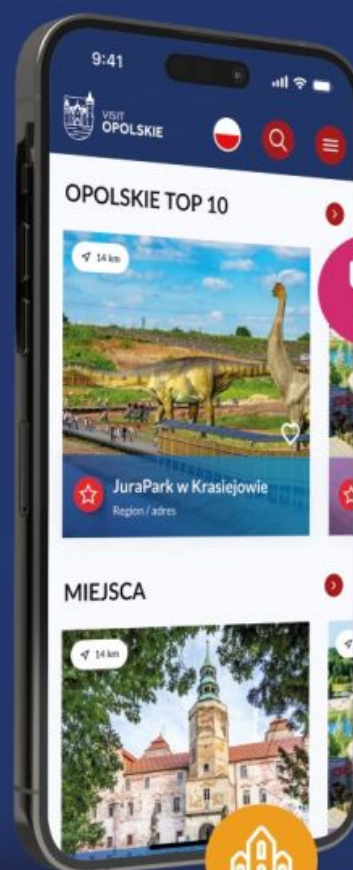 9:41
VISIT
OPOLSKIE
OPOLSKIE TOP 10
14 km
JuraPark w Krasiejowie
Region / adres
MIEJSCA
14 km